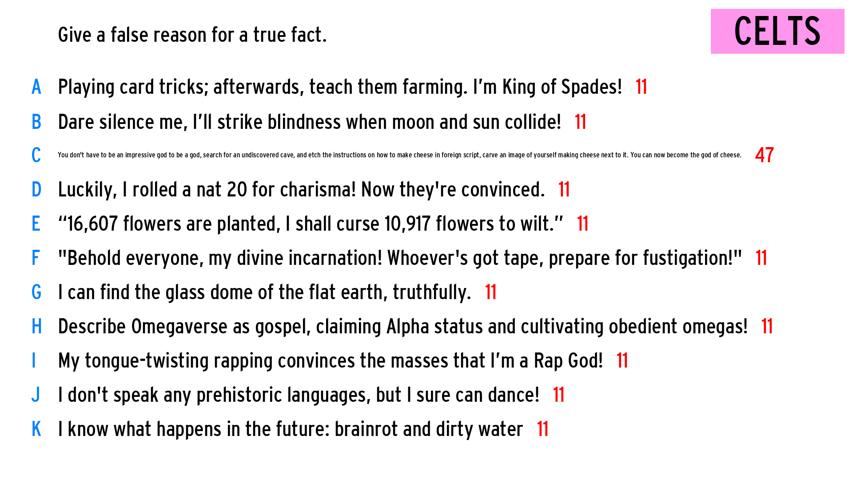 Give a false reason for a true fact.
CELTS
A Playing card tricks; afterwards, teach them farming. I'm King of Spades! 11
B Dare silence me, I'll strike blindness when moon and sun collide! 11
C You don't have to be an impressive god to be a god, search for an undiscovered cave, and etch the instructions on how to make cheese in foreign script, carve an image of yourself making cheese next to it. You can now become the god of cheese. 47
D Luckily, I rolled a nat 20 for charisma! Now they're convinced. 11
E “16,607 flowers are planted, I shall curse 10,917 flowers to wilt.” 11
F "Behold everyone, my divine incarnation! Whoever's got tape, prepare for fustigation!" 11
G I can find the glass dome of the flat earth, truthfully. 11
H Describe Omegaverse as gospel, claiming Alpha status and cultivating obedient omegas! 11
I My tongue-twisting rapping convinces the masses that I'm a Rap God! 11
J I don't speak any prehistoric languages, but I sure can dance! 11
K I know what happens in the future: brainrot and dirty water 11